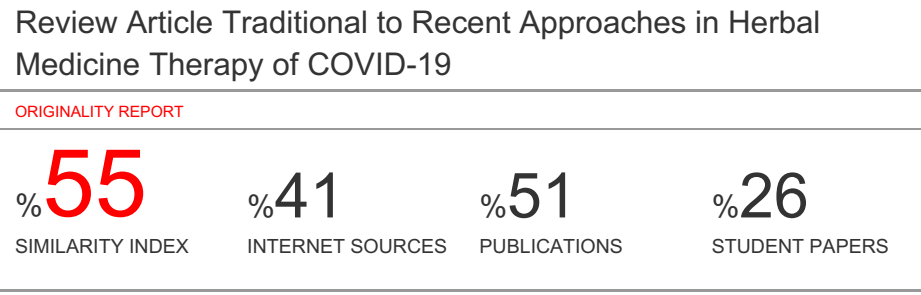 Review Article Traditional to Recent Approaches in Herbal
Medicine Therapy of COVID-19
ORIGINALITY REPORT
%55 %41 %51 %26
SIMILARITY INDEX INTERNET SOURCES PUBLICATIONS STUDENT PAPERS